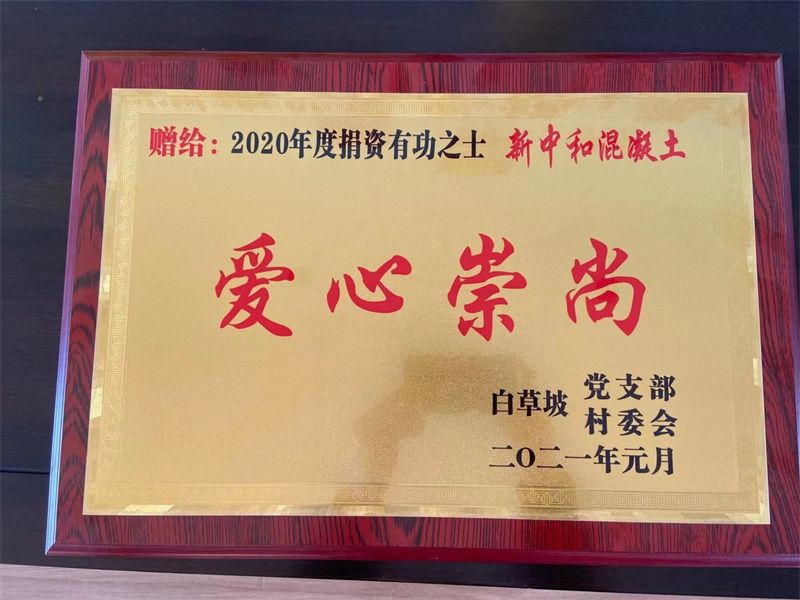 赠给：2020年度捐资有功之士 新中和混凝土
爱心崇尚
白草坡 党支部
村委会
二〇二一年元月